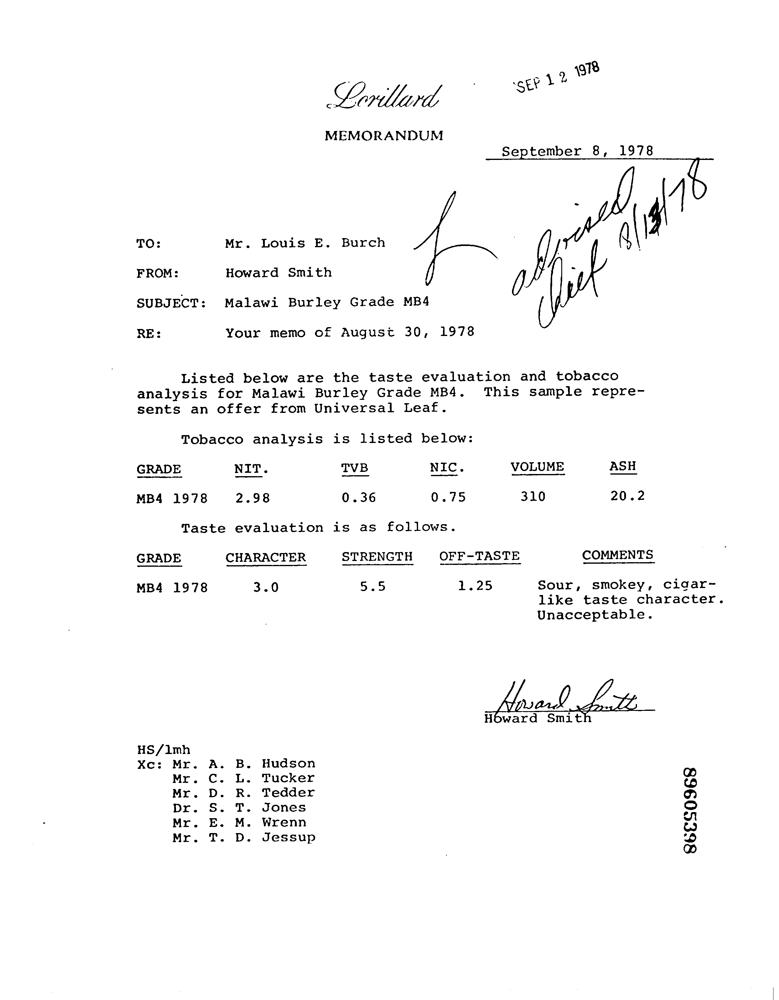 SEP 12 1978
Lorillard
MEMORANDUM
September 8, 1978
advised
Chief 8/13/78
TO: Mr. Louis E. Burch
FROM: Howard Smith
SUBJECT: Malawi Burley Grade MB4
RE: Your memo of August 30, 1978
Listed below are the taste evaluation and tobacco
analysis for Malawi Burley Grade MB4. This sample repre-
sents an offer from Universal Leaf.
Tobacco analysis is listed below:
GRADE NIT. TVB NIC. VOLUME ASH
MB4 1978 2.98 0.36 0.75 310 20.2
Taste evaluation is as follows.
GRADE CHARACTER STRENGTH OFF-TASTE COMMENTS
MB4 1978 3.0 5.5 1.25 Sour, smokey, cigar-
like taste character.
Unacceptable.
Howard Smith
Howard Smith
HS/lmh
Xc: Mr. A. B. Hudson
Mr. C. L. Tucker
Mr. D. R. Tedder
Dr. S. T. Jones
Mr. E. M. Wrenn
Mr. T. D. Jessup
89605398